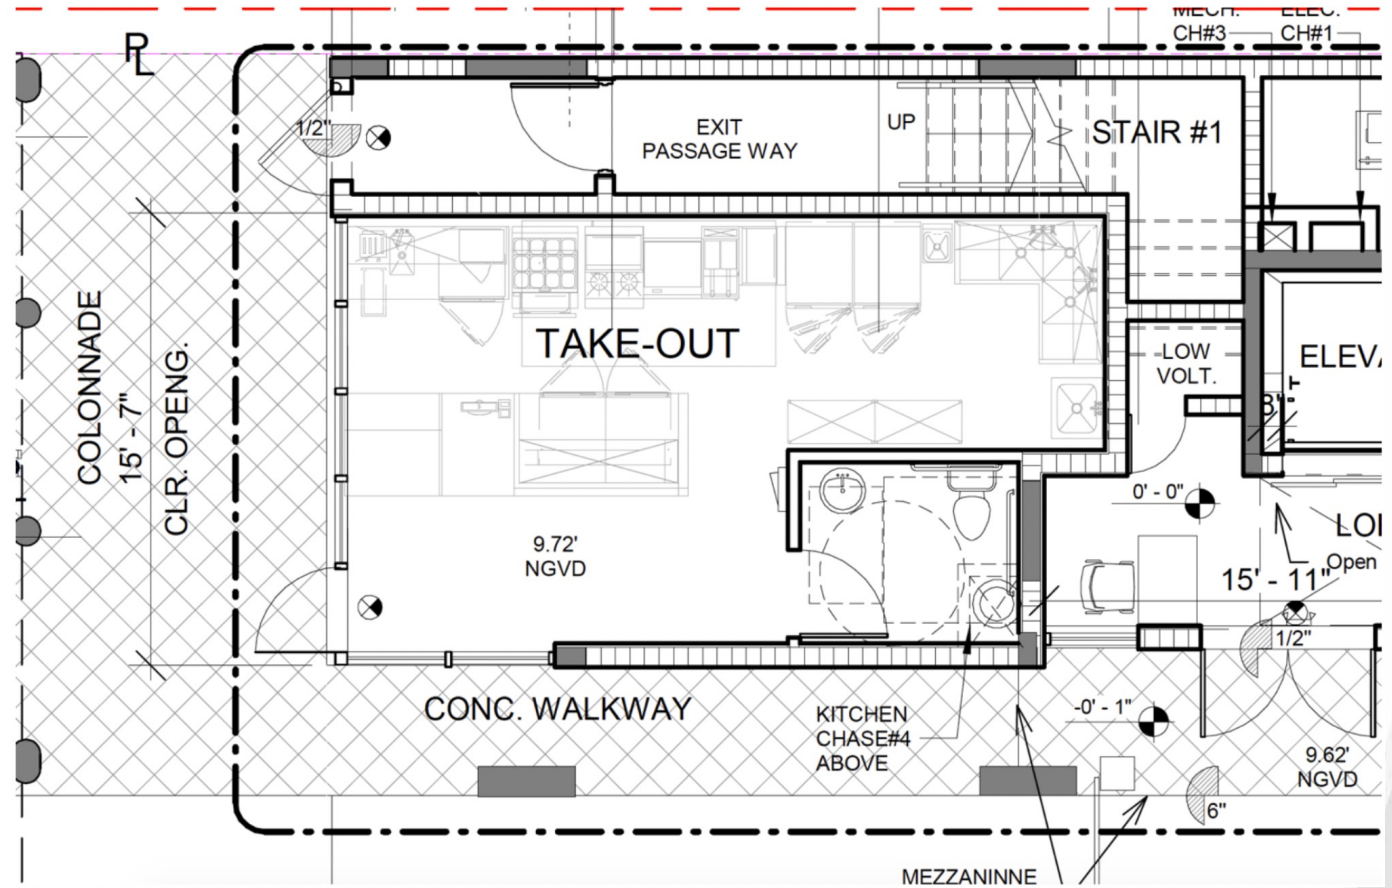 MECH.
CH#3
ELEC.
CH#1
PL
1/2"
EXIT
PASSAGE WAY
UP
STAIR #1
COLONNADE
15' - 7"
CLR. OPENG.
TAKE-OUT
LOW
VOLT.
8"
0' - 0"
9.72'
NGVD
Open
15' - 11"
1/2"
CONC. WALKWAY
KITCHEN
CHASE#4
ABOVE
-0' - 1"
9.62'
NGVD
6"
MEZZANINNE